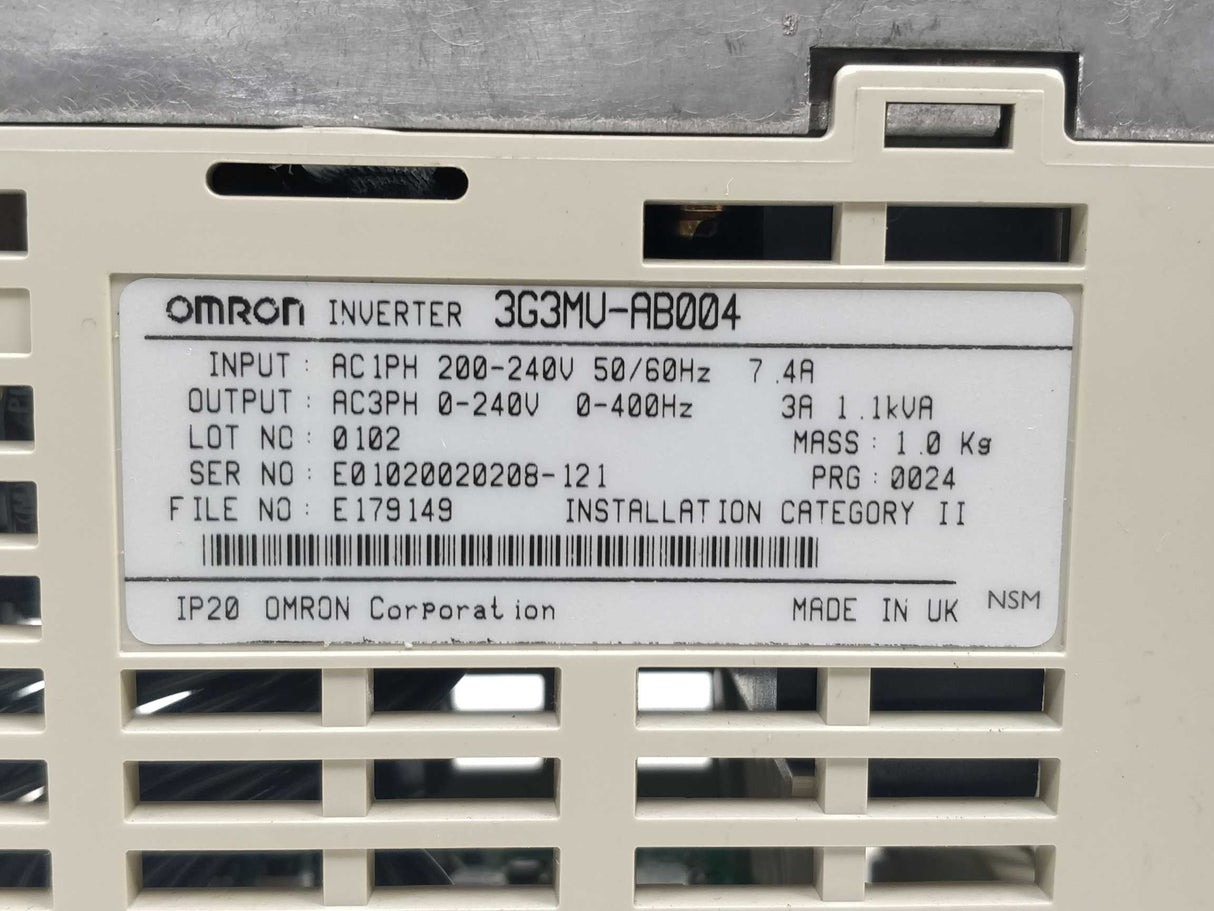 OMRON INVERTER 3G3MV-AB004
INPUT : AC1PH 200-240V 50/60Hz 7.4A
OUTPUT : AC3PH 0-240V 0-400Hz 3A 1.1kVA
LOT NO : 0102 MASS : 1.0 Kg
SER NO : E01020020208-121 PRG : 0024
FILE NO : E179149 INSTALLATION CATEGORY II
IP20 OMRON Corporation MADE IN UK NSM